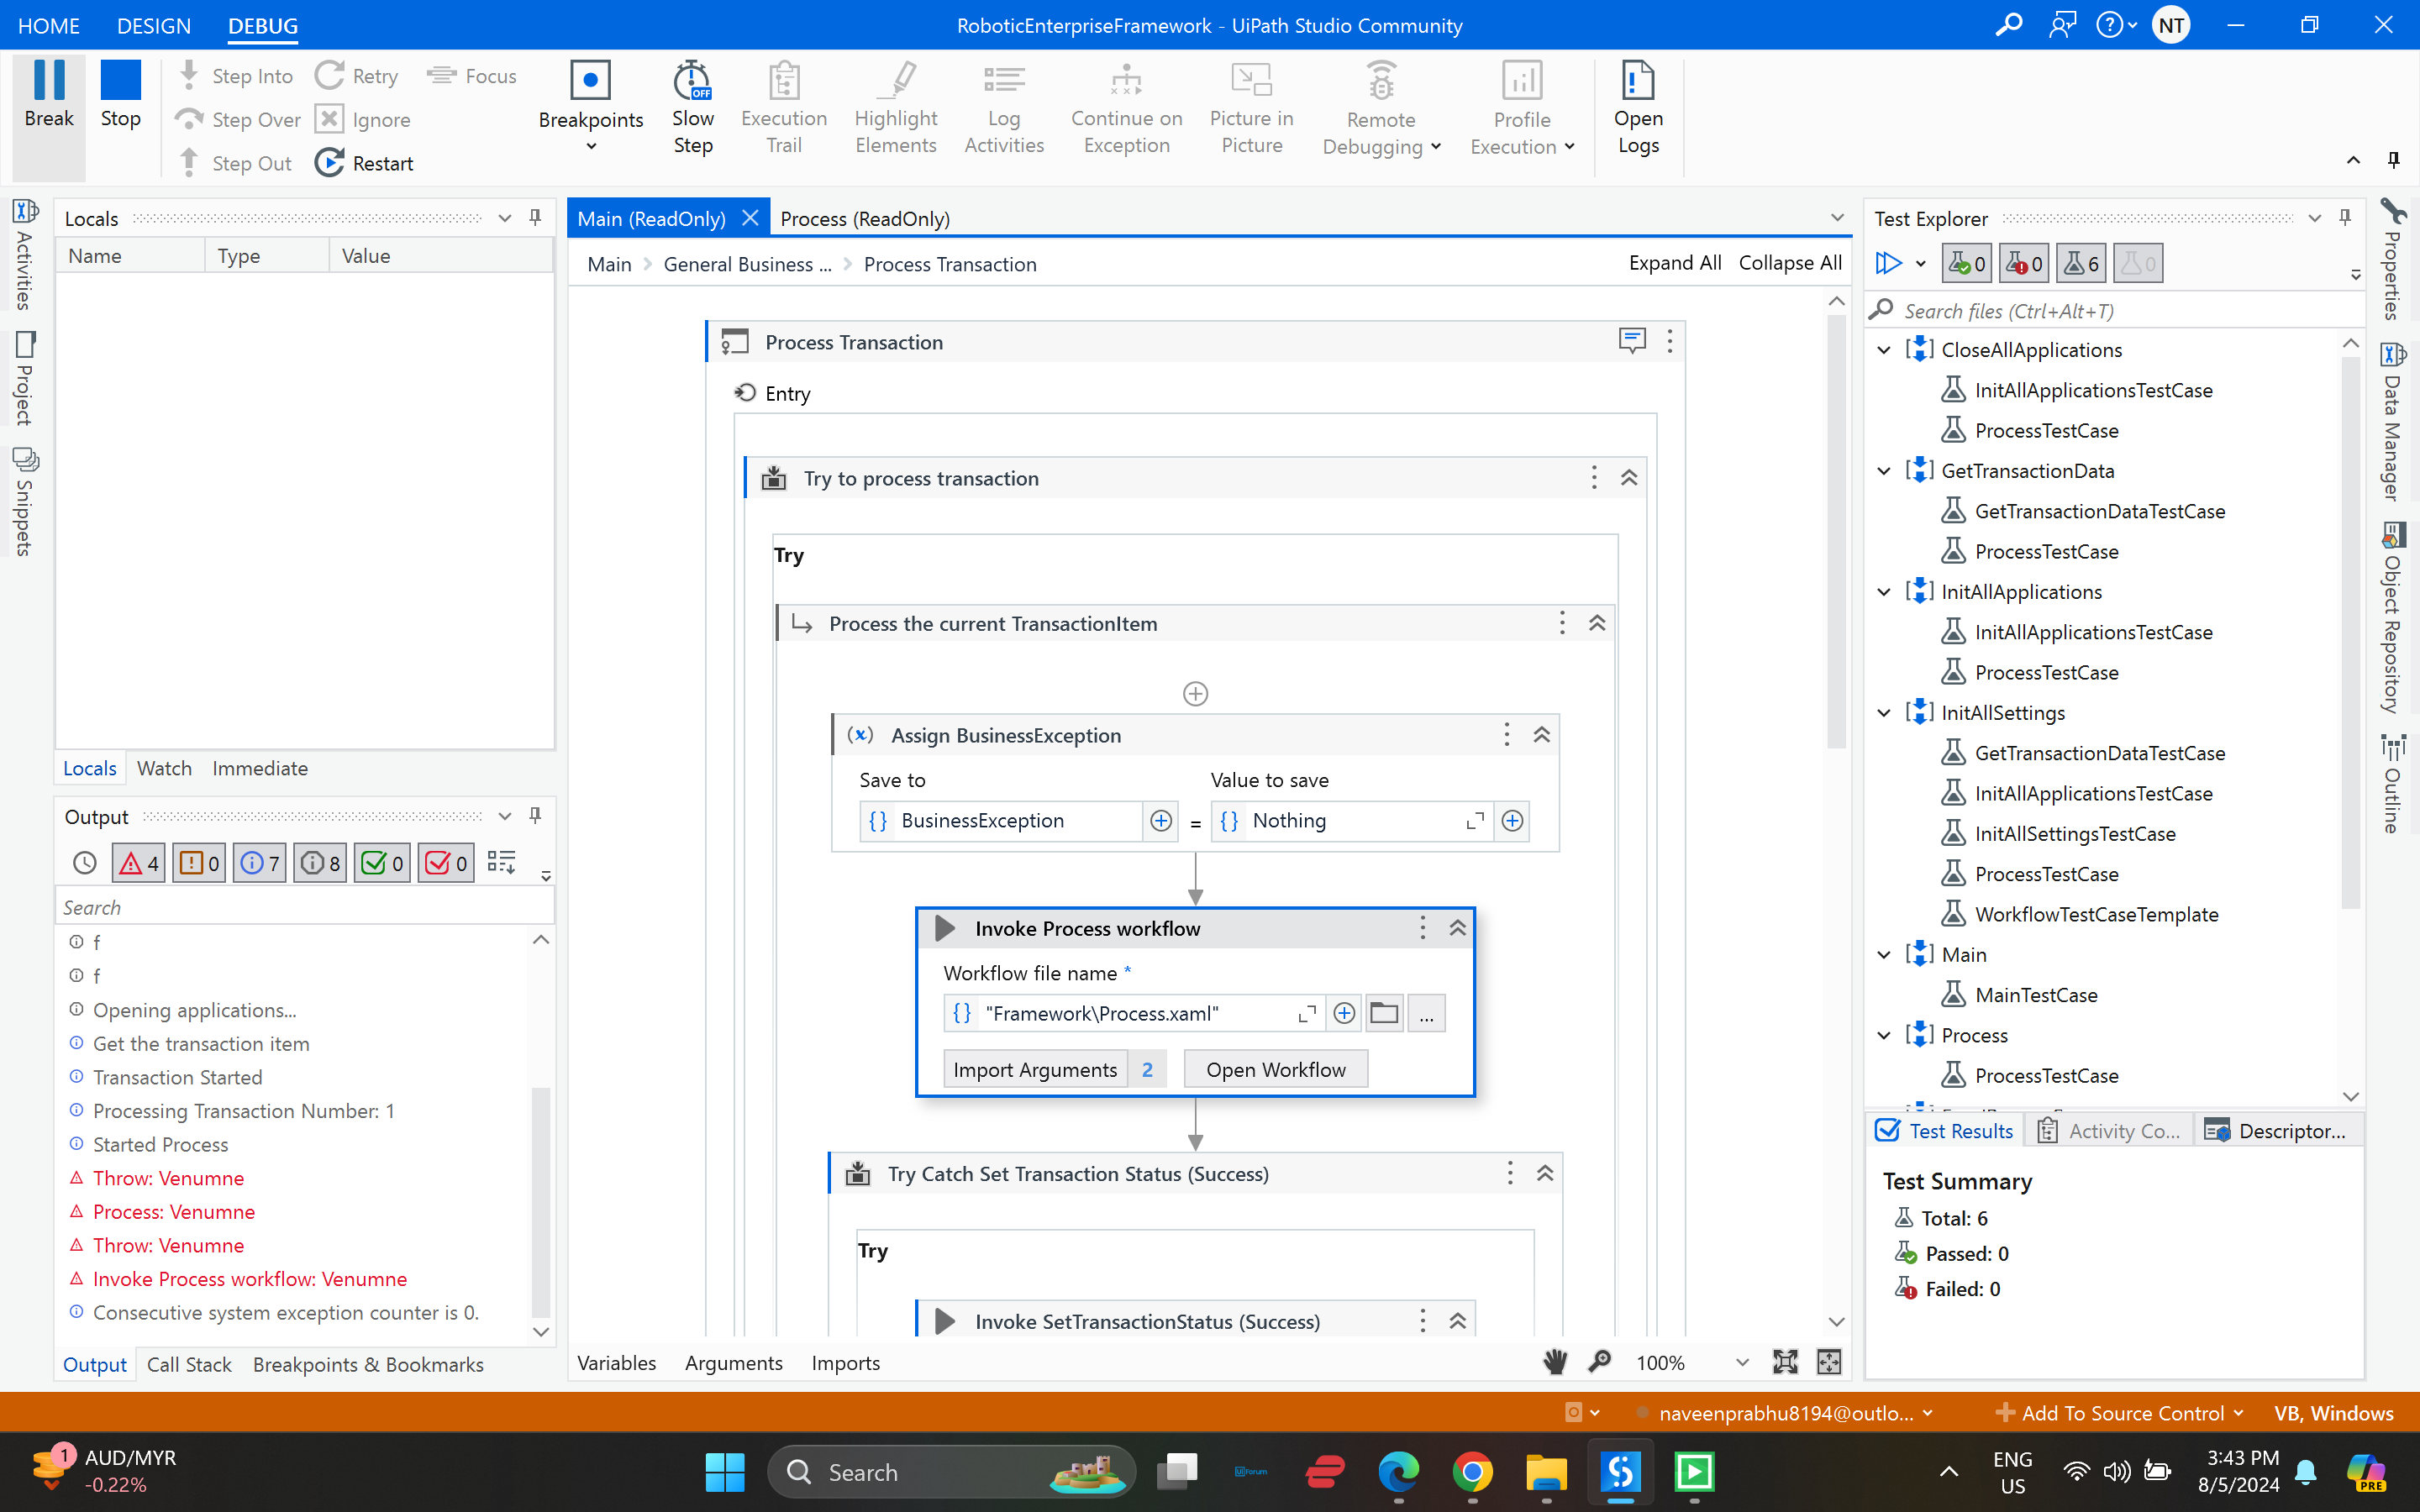 HOME DESIGN DEBUG
RoboticEnterpriseFramework - UiPath Studio Community
NT
Break
Stop
Step Into
Step Over
Step Out
Retry
Ignore
Restart
Focus
Breakpoints
OFF
Slow
Step
Execution
Trail
Highlight
Elements
Log
Activities
Continue on
Exception
Picture in
Picture
Remote
Debugging
Profile
Execution
Open
Logs
Activities
Project
Snippets
Locals
Name Type Value
Locals Watch Immediate
Output
4 0 7 8 0 0
Search
f
f
Opening applications...
Get the transaction item
Transaction Started
Processing Transaction Number: 1
Started Process
Throw: Venumne
Process: Venumne
Throw: Venumne
Invoke Process workflow: Venumne
Consecutive system exception counter is 0.
Output Call Stack Breakpoints & Bookmarks
Main (ReadOnly) Process (ReadOnly)
Main > General Business ... > Process Transaction
Expand All Collapse All
Process Transaction
Entry
Try to process transaction
Try
Process the current TransactionItem
Assign BusinessException
Save to Value to save
BusinessException = Nothing
Invoke Process workflow
Workflow file name *
"Framework\Process.xaml" ...
Import Arguments 2 Open Workflow
Try Catch Set Transaction Status (Success)
Try
Invoke SetTransactionStatus (Success)
Variables Arguments Imports
100%
Test Explorer
0 0 6 0
Search files (Ctrl+Alt+T)
CloseAllApplications
InitAllApplicationsTestCase
ProcessTestCase
GetTransactionData
GetTransactionDataTestCase
ProcessTestCase
InitAllApplications
InitAllApplicationsTestCase
ProcessTestCase
InitAllSettings
GetTransactionDataTestCase
InitAllApplicationsTestCase
InitAllSettingsTestCase
ProcessTestCase
WorkflowTestCaseTemplate
Main
MainTestCase
Process
ProcessTestCase
Test Results Activity Co... Descriptor...
Test Summary
Total: 6
Passed: 0
Failed: 0
Properties
Data Manager
Object Repository
Outline
naveenprabhu8194@outlo... Add To Source Control VB, Windows
1
AUD/MYR
-0.22%
Search
forum
ENG
US
3:43 PM
8/5/2024
PRE